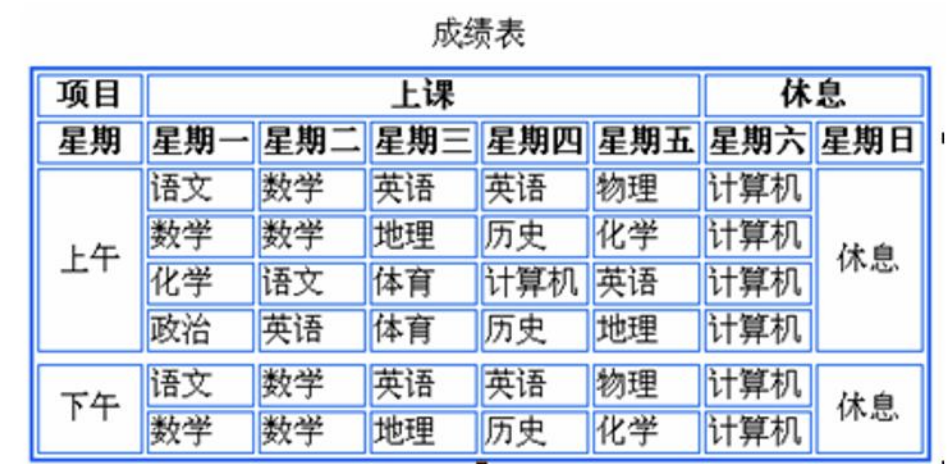 成绩表
项目 上课 休息
星期 星期一 星期二 星期三 星期四 星期五 星期六 星期日
上午 语文 数学 英语 英语 物理 计算机 休息
数学 数学 地理 历史 化学 计算机
化学 语文 体育 计算机 英语 计算机
政治 英语 体育 历史 地理 计算机
下午 语文 数学 英语 英语 物理 计算机 休息
数学 数学 地理 历史 化学 计算机